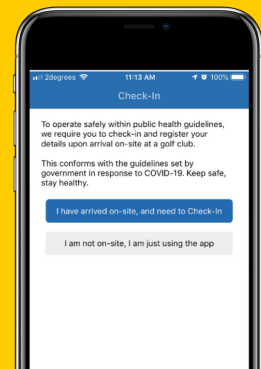 2degrees 11:13 AM 100%
Check-In
To operate safely within public health guidelines,
we require you to check-in and register your
details upon arrival on-site at a golf club.
This conforms with the guidelines set by
government in response to COVID-19. Keep safe,
stay healthy.
I have arrived on-site, and need to Check-In
I am not on-site, I am just using the app